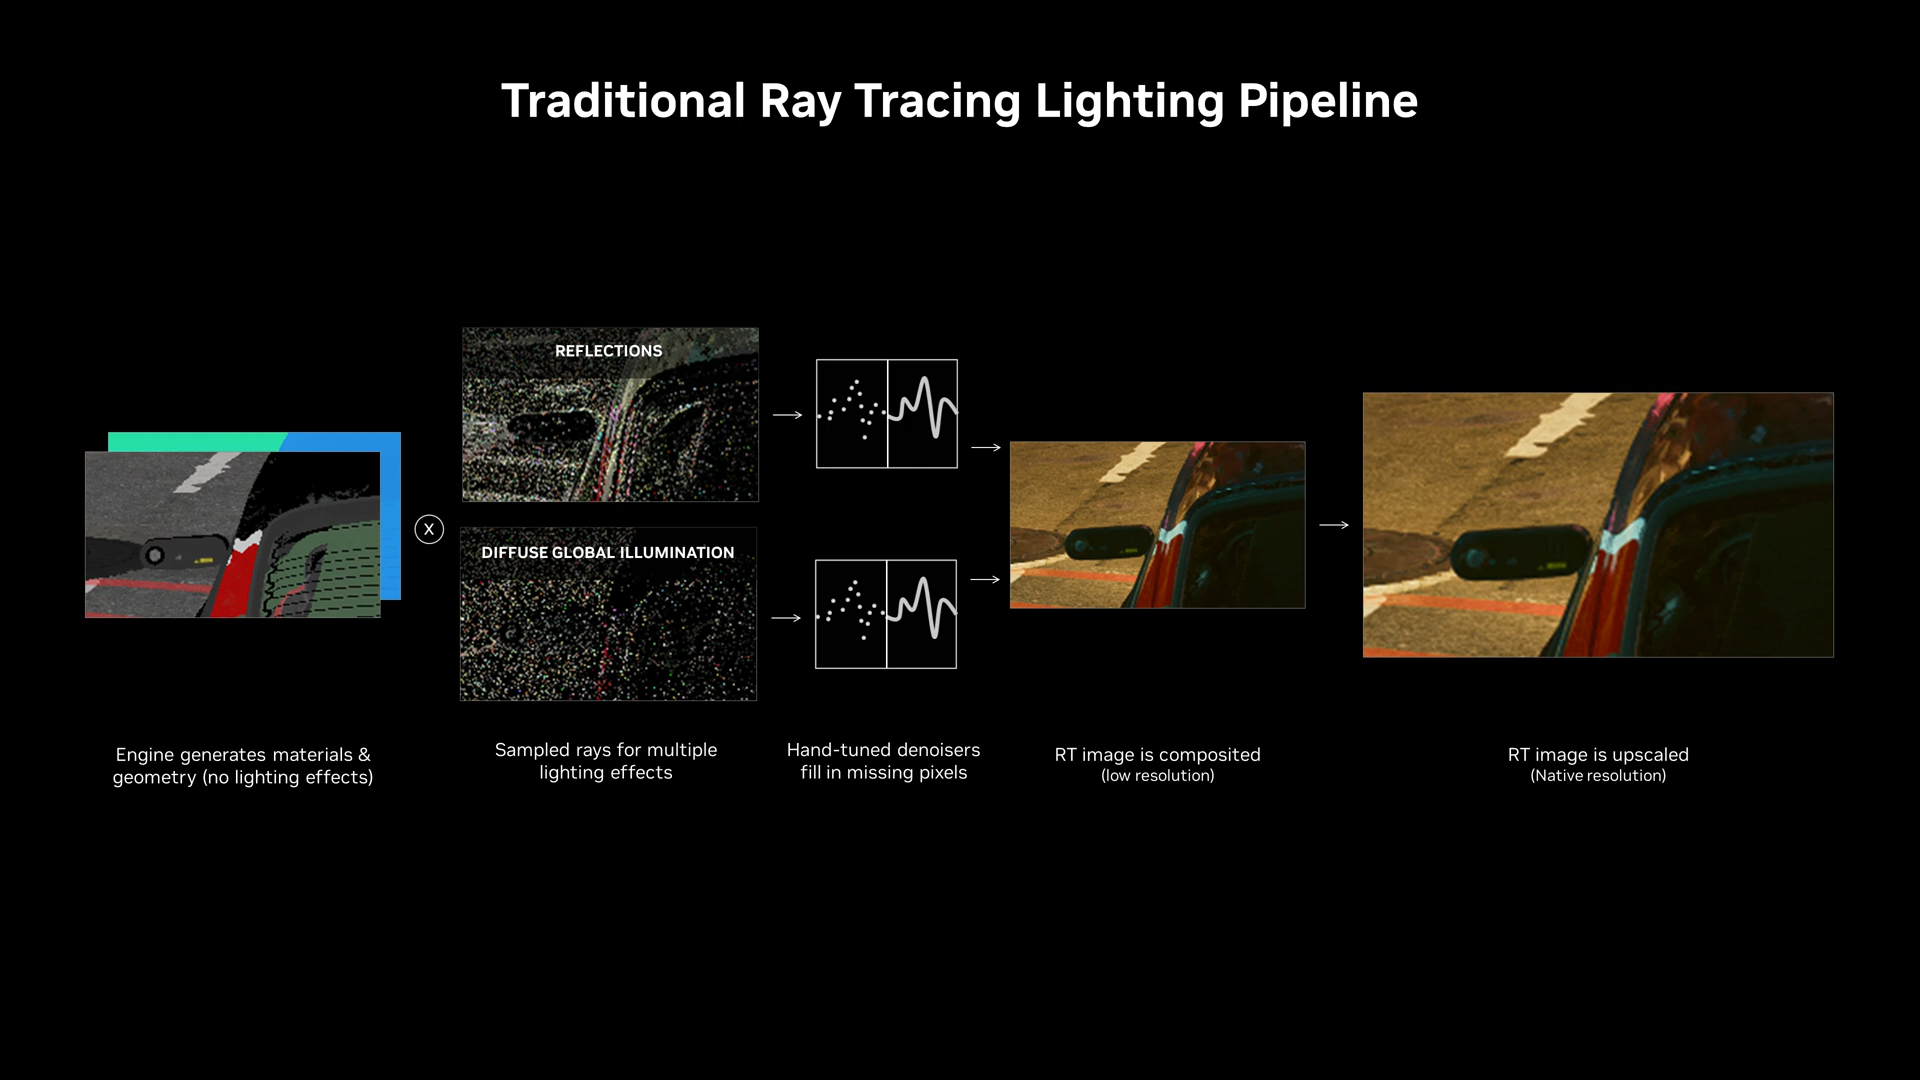 Traditional Ray Tracing Lighting Pipeline
REFLECTIONS
X
DIFFUSE GLOBAL ILLUMINATION
Engine generates materials &
geometry (no lighting effects)
Sampled rays for multiple
lighting effects
Hand-tuned denoisers
fill in missing pixels
RT image is composited
(low resolution)
RT image is upscaled
(Native resolution)